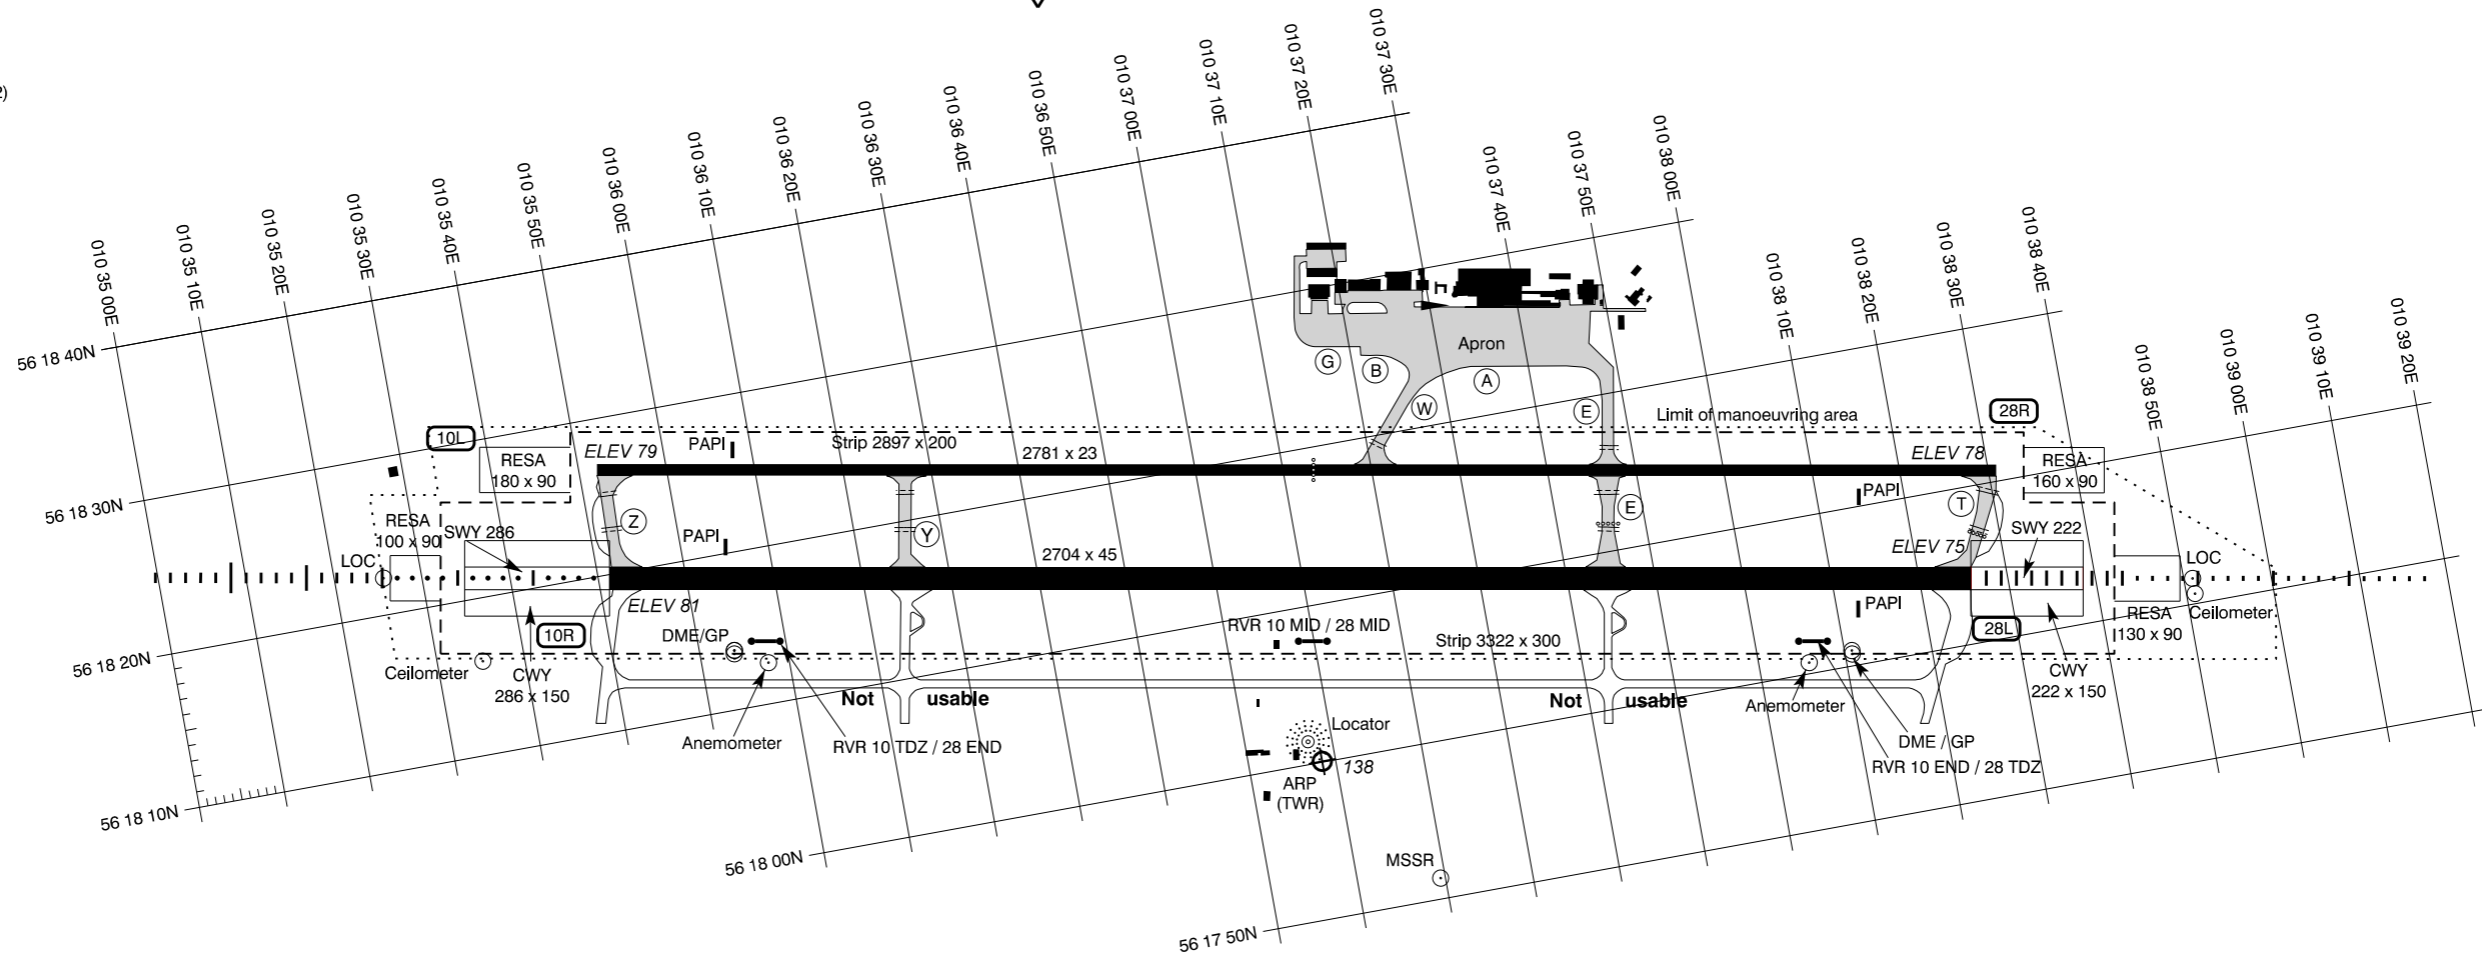 2)
010 35 00E
010 35 10E
010 35 20E
010 35 30E
010 35 40E
010 35 50E
010 36 00E
010 36 10E
010 36 20E
010 36 30E
010 36 40E
010 36 50E
010 37 00E
010 37 10E
010 37 20E
010 37 30E
010 37 40E
010 37 50E
010 38 00E
010 38 10E
010 38 20E
010 38 30E
010 38 40E
010 38 50E
010 39 00E
010 39 10E
010 39 20E
56 18 40N
56 18 30N
56 18 20N
56 18 10N
56 18 00N
56 17 50N
Apron
G
B
A
W
E
Limit of manoeuvring area
28R
10L
ELEV 79
PAPI
Strip 2897 x 200
2781 x 23
ELEV 78
RESA
180 x 90
RESA
160 x 90
PAPI
RESA
100 x 90
SWY 286
Z
PAPI
Y
E
T
SWY 222
2704 x 45
ELEV 75
LOC
LOC
ELEV 81
PAPI
RESA
130 x 90
Ceilometer
10R
DME/GP
RVR 10 MID / 28 MID
Strip 3322 x 300
28L
Ceilometer
CWY
286 x 150
CWY
222 x 150
Not usable
Not usable
Anemometer
Anemometer
RVR 10 TDZ / 28 END
Locator
138
ARP
(TWR)
DME / GP
RVR 10 END / 28 TDZ
MSSR